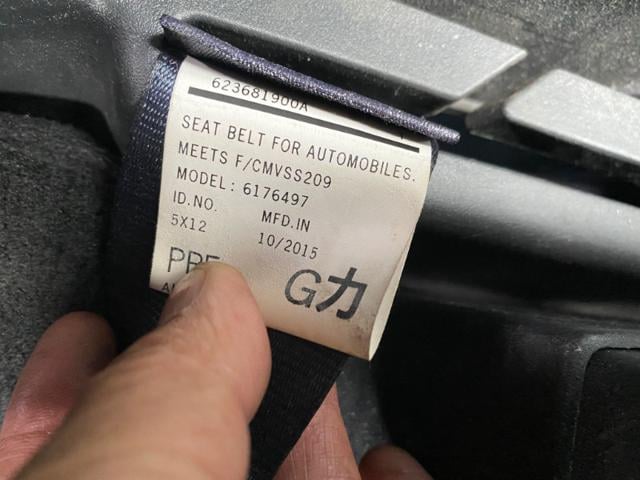 623681900A
SEAT BELT FOR AUTOMOBILES.
MEETS F/CMVSS209
MODEL: 6176497
ID.NO. MFD.IN
5X12 10/2015
G力